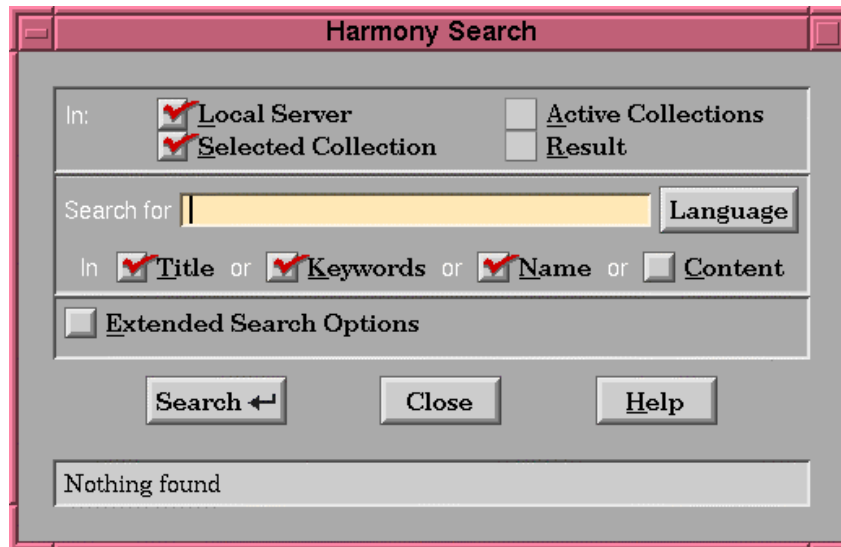 Harmony Search
In: Local Server Active Collections
Selected Collection Result
Search for Language
In Title or Keywords or Name or Content
Extended Search Options
Search Close Help
Nothing found